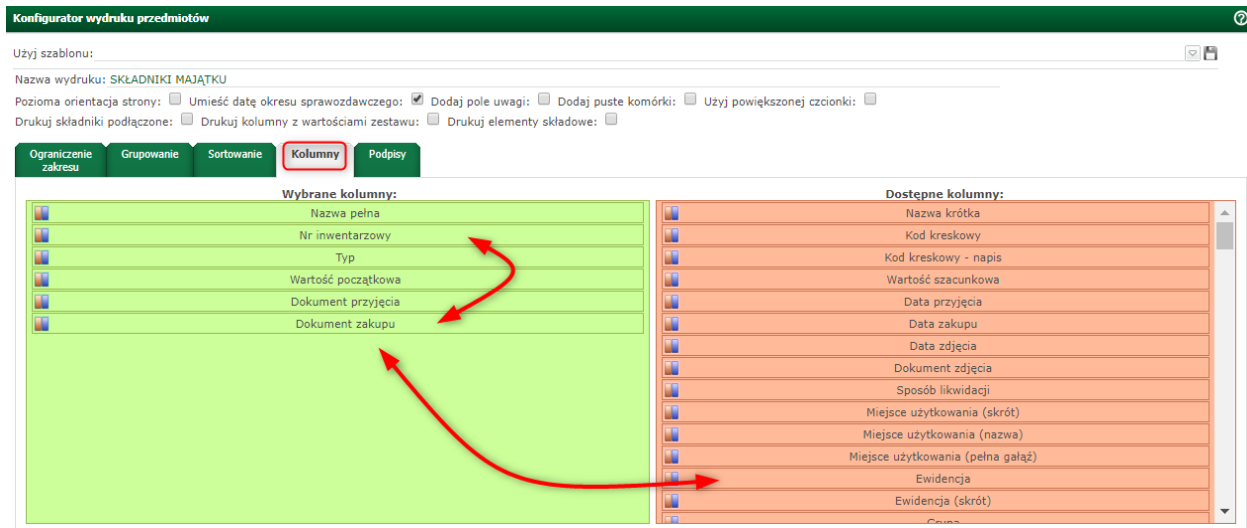 Konfigurator wydruku przedmiotów
Użyj szablonu:
Nazwa wydruku: SKŁADNIKI MAJĄTKU
Pozioma orientacja strony: Umieść datę okresu sprawozdawczego: Dodaj pole uwagi: Dodaj puste komórki: Użyj powiększonej czcionki:
Drukuj składniki podłączone: Drukuj kolumny z wartościami zestawu: Drukuj elementy składowe:
Ograniczenie zakresu
Grupowanie
Sortowanie
Kolumny
Podpisy
Wybrane kolumny:
Nazwa pełna
Nr inwentarzowy
Typ
Wartość początkowa
Dokument przyjęcia
Dokument zakupu
Dostępne kolumny:
Nazwa krótka
Kod kreskowy
Kod kreskowy - napis
Wartość szacunkowa
Data przyjęcia
Data zakupu
Data zdjęcia
Dokument zdjęcia
Sposób likwidacji
Miejsce użytkowania (skrót)
Miejsce użytkowania (nazwa)
Miejsce użytkowania (pełna gałąź)
Ewidencja
Ewidencja (skrót)